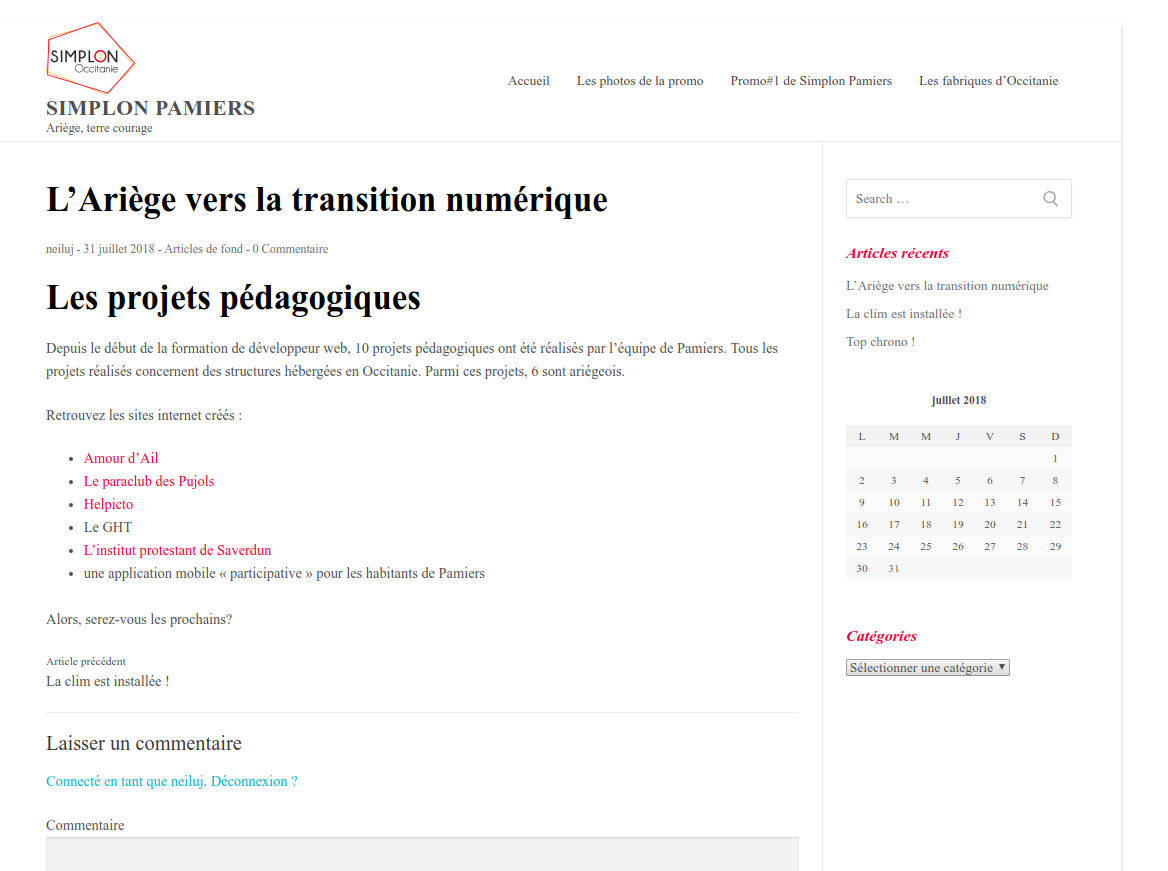 SIMPLON
Occitanie
SIMPLON PAMIERS
Ariège, terre courage
Accueil Les photos de la promo Promo#1 de Simplon Pamiers Les fabriques d’Occitanie
L’Ariège vers la transition numérique
neiluj - 31 juillet 2018 - Articles de fond - 0 Commentaire
Les projets pédagogiques
Depuis le début de la formation de développeur web, 10 projets pédagogiques ont été réalisés par l’équipe de Pamiers. Tous les
projets réalisés concernent des structures hébergées en Occitanie. Parmi ces projets, 6 sont ariégeois.
Retrouvez les sites internet créés :
Amour d’Ail
Le paraclub des Pujols
Helpicto
Le GHT
L’institut protestant de Saverdun
une application mobile « participative » pour les habitants de Pamiers
Alors, serez-vous les prochains?
Article précédent
La clim est installée !
Laisser un commentaire
Connecté en tant que neiluj. Déconnexion ?
Commentaire
Search …
Articles récents
L’Ariège vers la transition numérique
La clim est installée !
Top chrono !
juillet 2018
L M M J V S D
1
2 3 4 5 6 7 8
9 10 11 12 13 14 15
16 17 18 19 20 21 22
23 24 25 26 27 28 29
30 31
Catégories
Sélectionner une catégorie